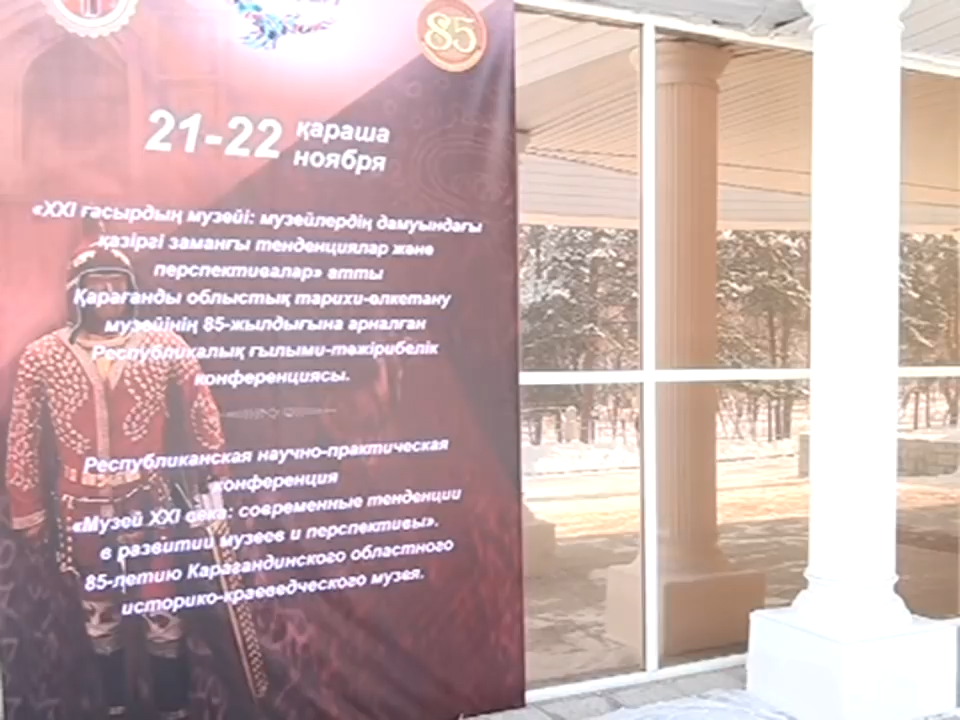 85
21-22 қараша
ноября
«XXI ғасырдың музейі: музейлердің дамуындағы
қазіргі заманғы тенденциялар және
перспективалар» атты
Қарағанды облыстық тарихи-өлкетану
музейінің 85-жылдығына арналған
Республикалық ғылыми-тәжірибелік
конференциясы.
Республиканская научно-практическая
конференция
«Музей XXI века: современные тенденции
в развитии музеев и перспективы».
85-летию Карагандинского областного
историко-краеведческого музея.